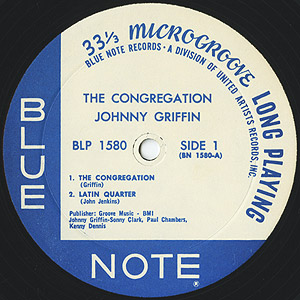 33⅓ MICROGROOVE LONG PLAYING
BLUE NOTE RECORDS • A DIVISION OF UNITED ARTISTS RECORDS, INC.
THE CONGREGATION
JOHNNY GRIFFIN
BLP 1580 SIDE 1
(BN 1580-A)
1. THE CONGREGATION
(Griffin)
2. LATIN QUARTER
(John Jenkins)
Publisher: Groove Music - BMI
Johnny Griffin-Sonny Clark, Paul Chambers,
Kenny Dennis
BLUE
NOTE ®